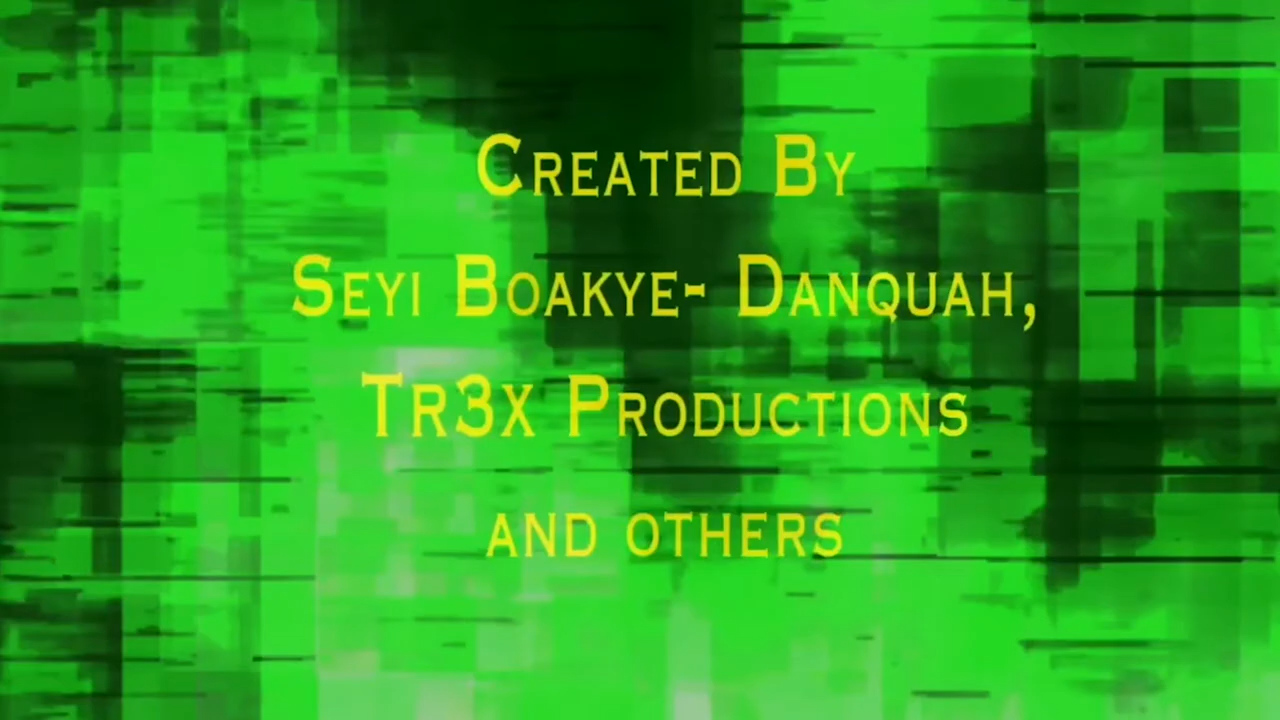 Created By
Seyi Boakye- Danquah,
Tr3x Productions
and others